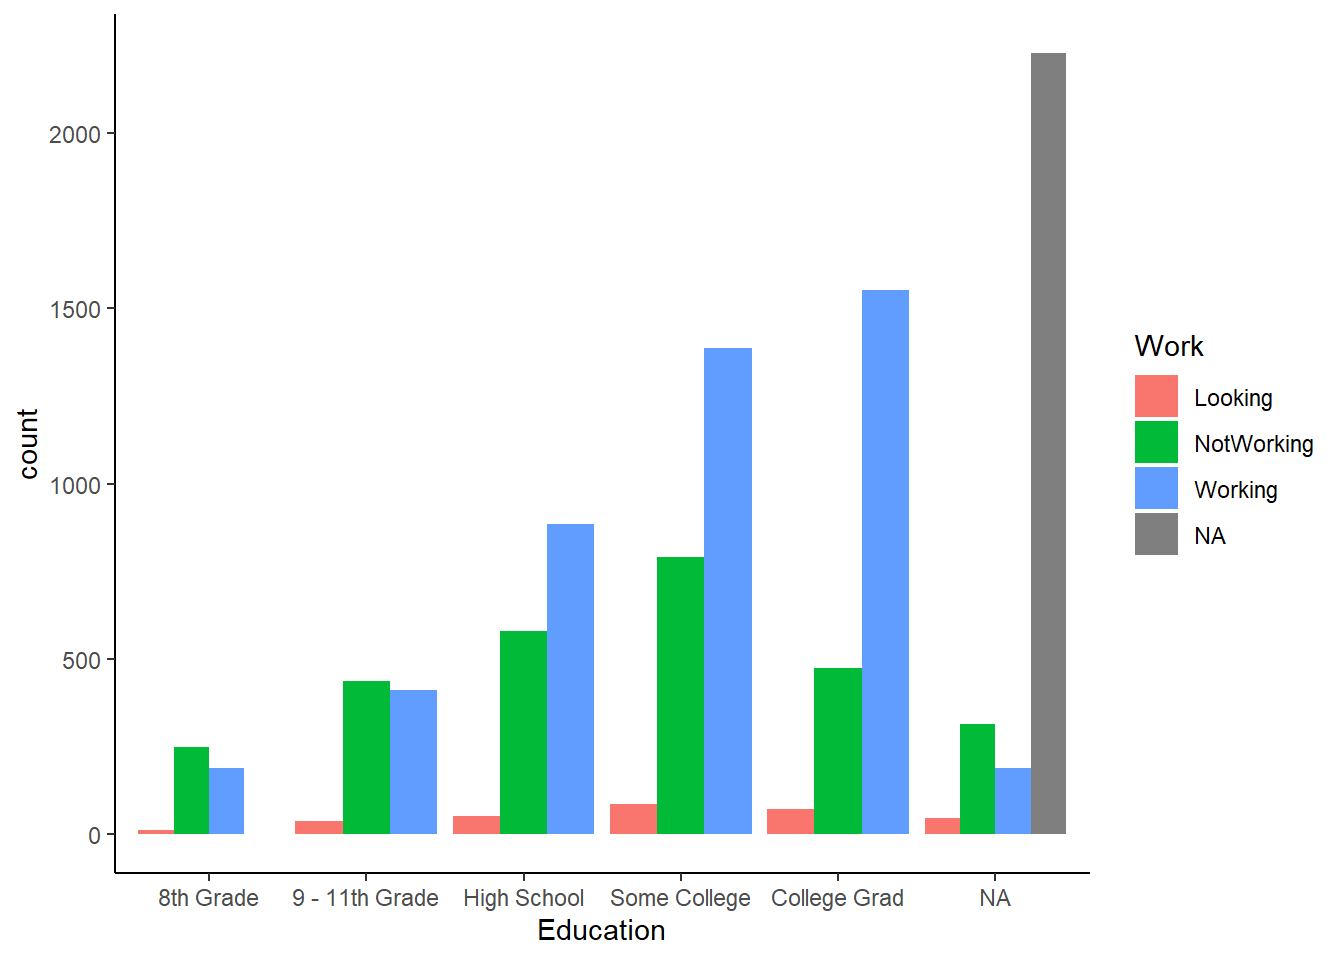 2000
1500
1000
500
0
count
8th Grade
9 - 11th Grade
High School
Some College
College Grad
NA
Education
Work
Looking
NotWorking
Working
NA